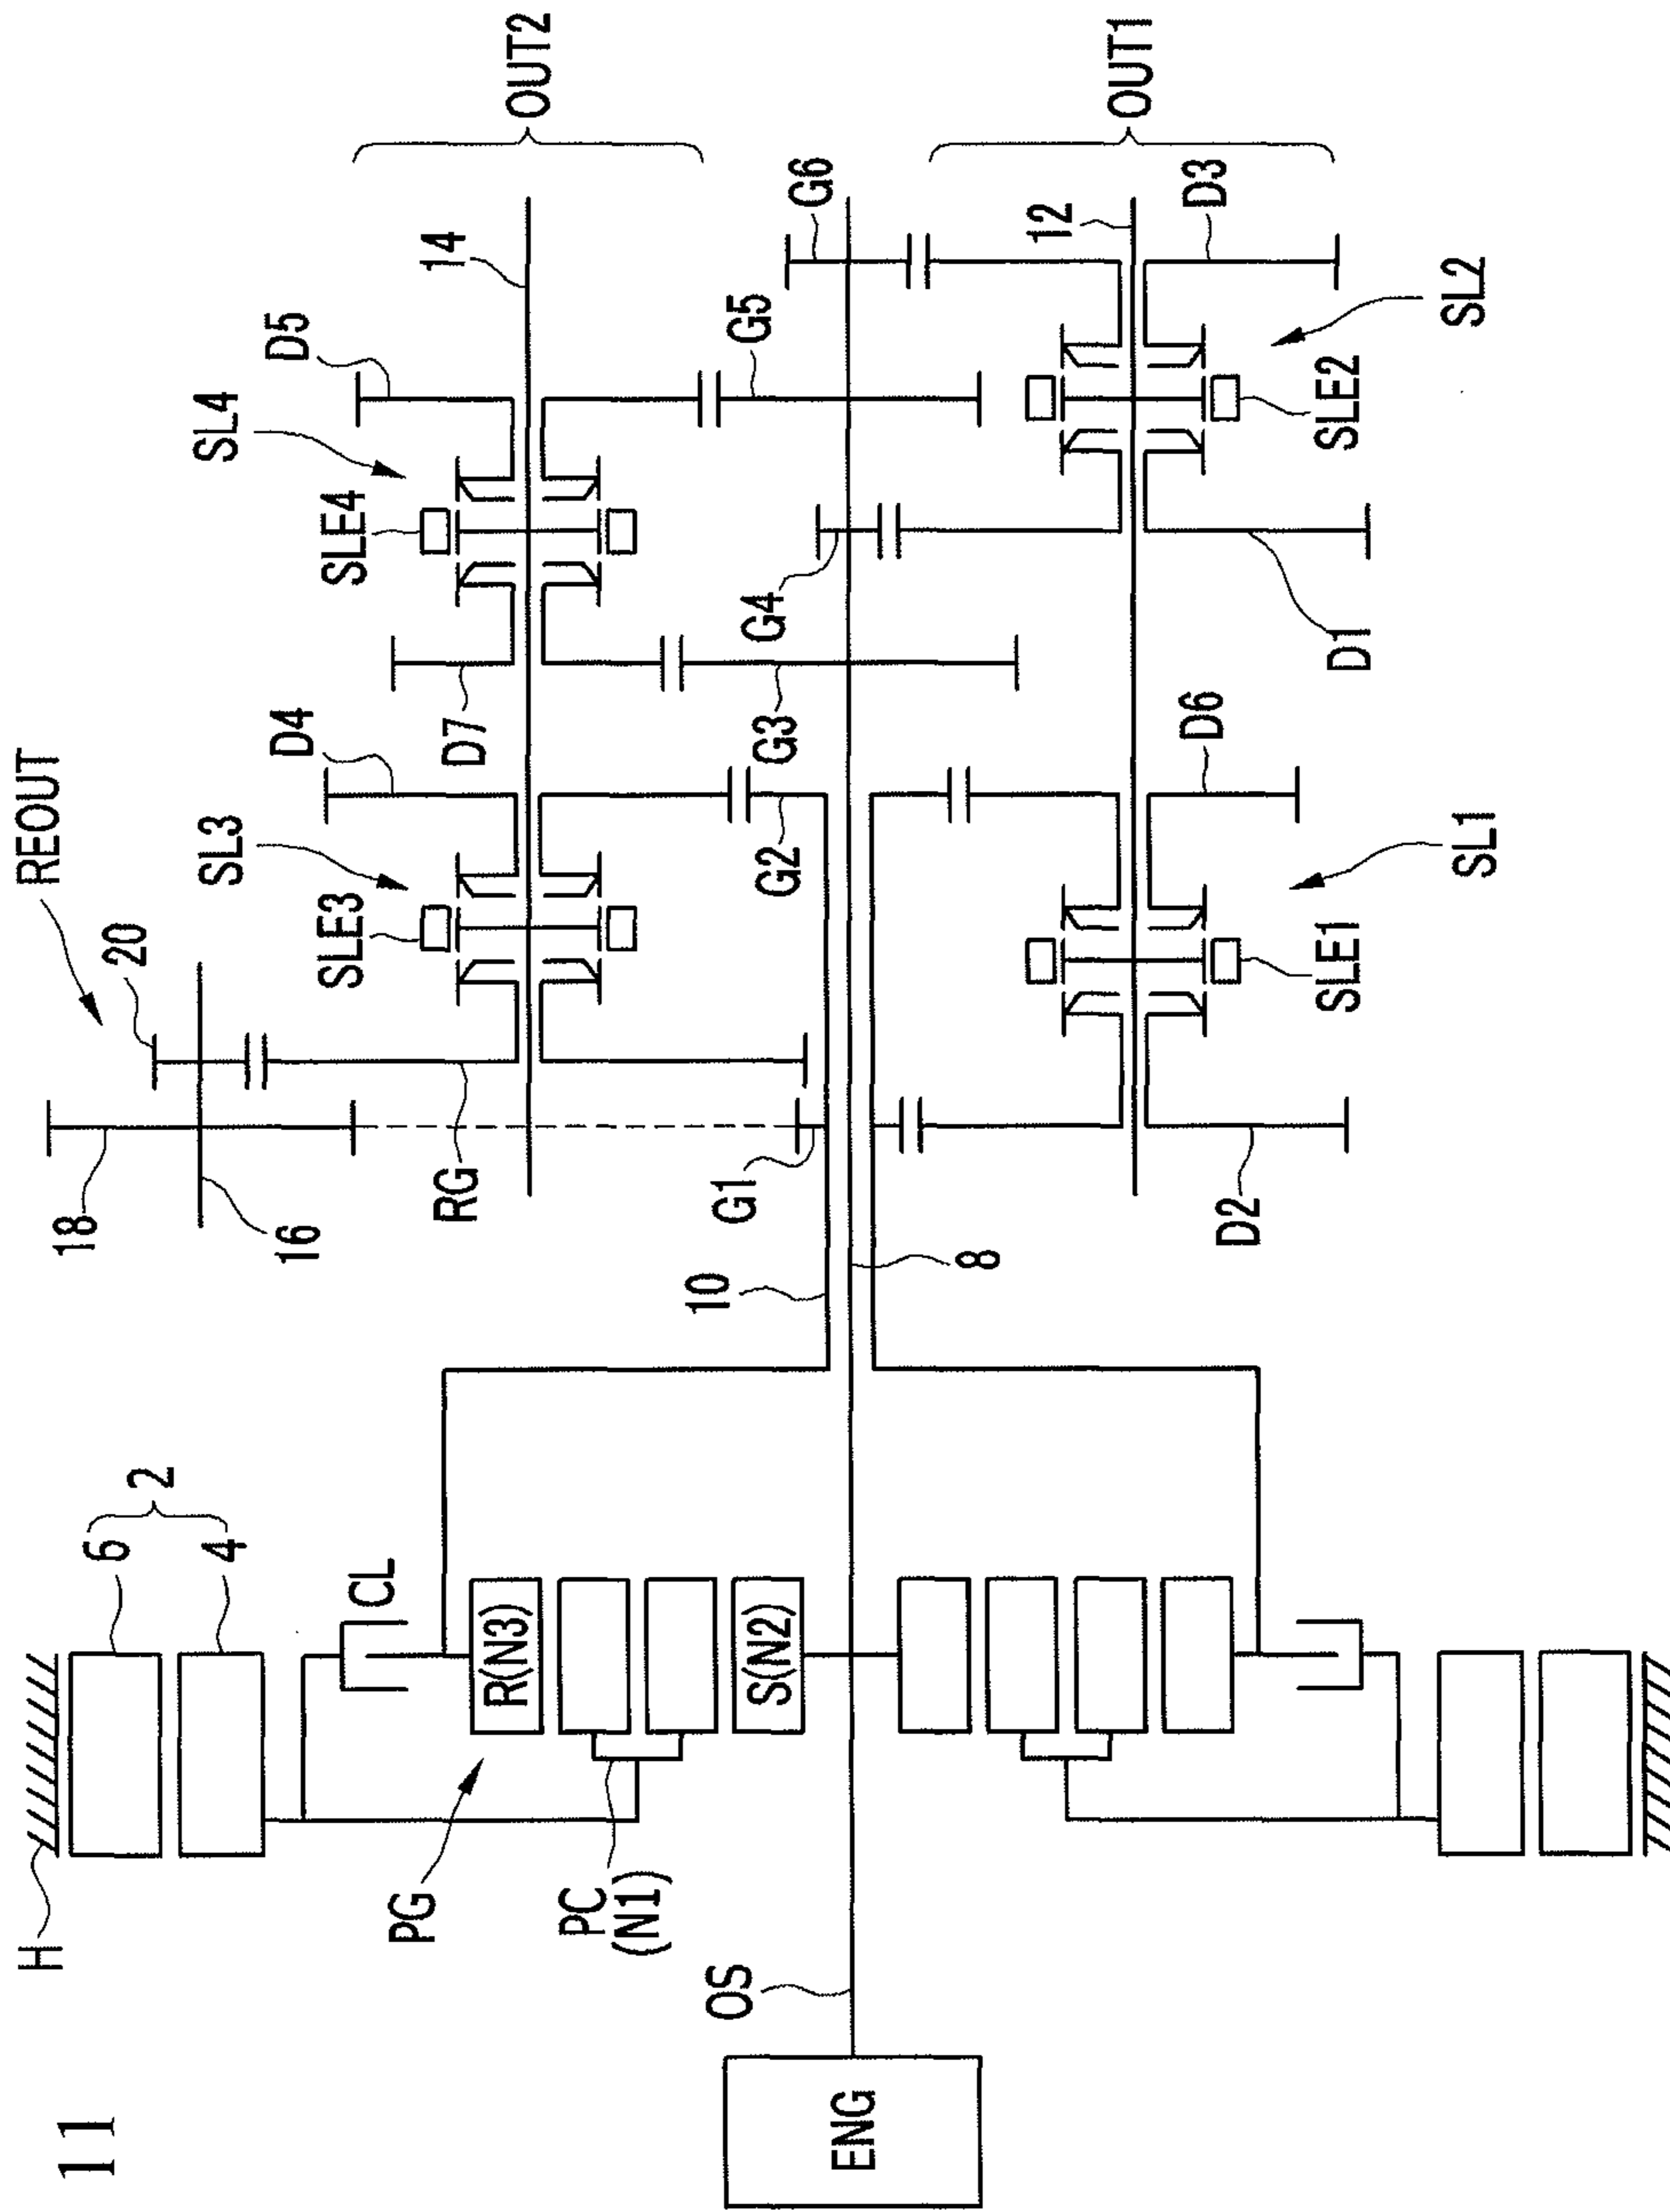 11
H
6
4
2
CL
R(N3)
S(N2)
PG
PC
(N1)
OS
ENG
REOUT
20
18
16
RG
G1
10
8
SL3
SLE3
D4
G2
D7
G3
SL4
SLE4
D5
G5
14
OUT2
G6
G4
12
OUT1
D3
SL2
SLE2
D1
D6
SL1
SLE1
D2